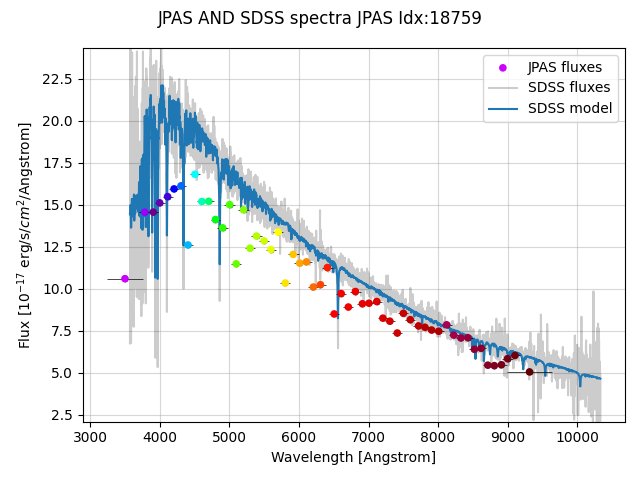 JPAS AND SDSS spectra JPAS Idx:18759
JPAS fluxes
SDSS fluxes
SDSS model
22.5
20.0
17.5
15.0
12.5
10.0
7.5
5.0
2.5
Flux [10⁻¹⁷ erg/s/cm²/Angstrom]
3000 4000 5000 6000 7000 8000 9000 10000
Wavelength [Angstrom]